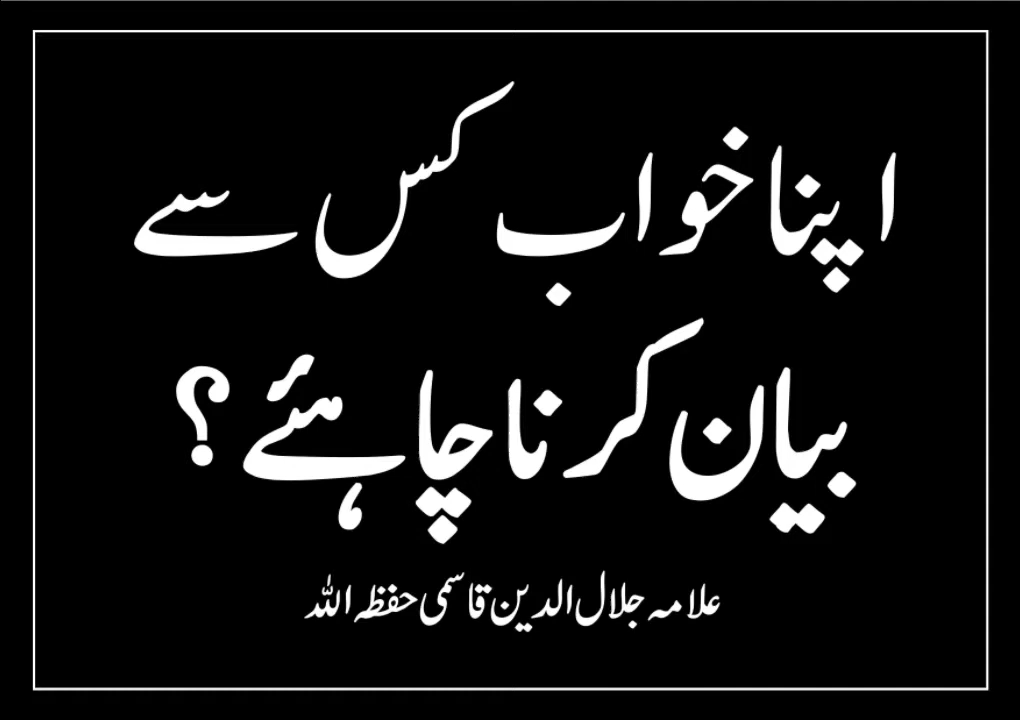 اپنا خواب کس سے
بیان کرنا چاہئے؟
علامہ جلال الدین قاسمی حفظہ اللہ